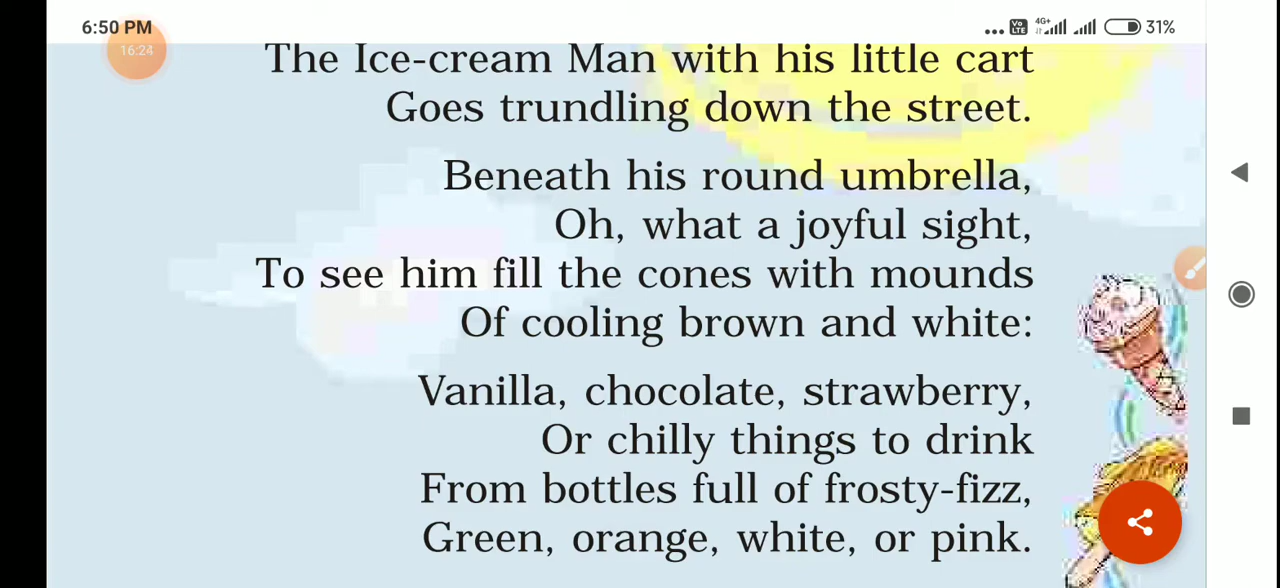 6:50 PM
16:24
Vo LTE
4G+
31%
The Ice-cream Man with his little cart
Goes trundling down the street.
Beneath his round umbrella,
Oh, what a joyful sight,
To see him fill the cones with mounds
Of cooling brown and white:
Vanilla, chocolate, strawberry,
Or chilly things to drink
From bottles full of frosty-fizz,
Green, orange, white, or pink.